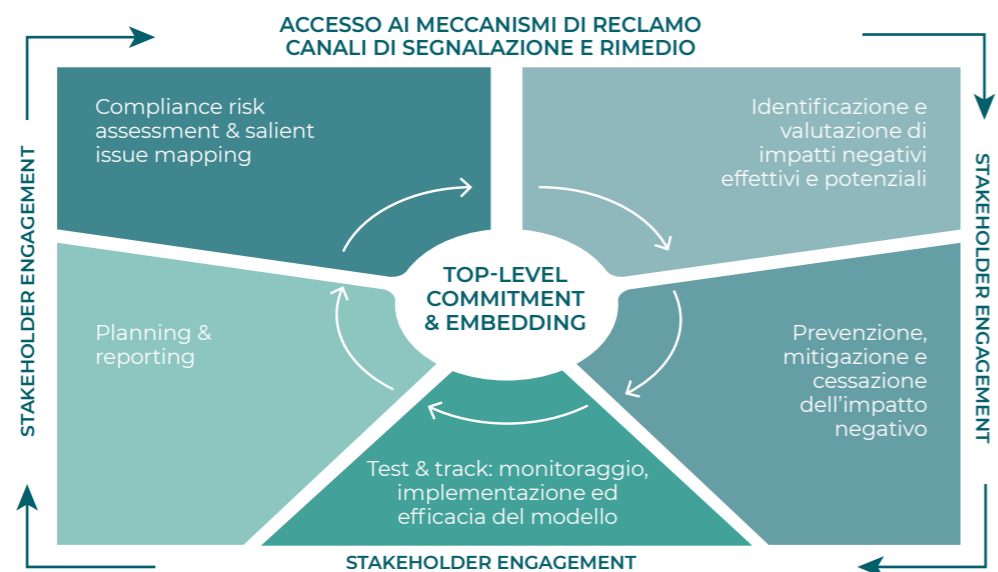 ACCESSO AI MECCANISMI DI RECLAMO
CANALI DI SEGNALAZIONE E RIMEDIO
Compliance risk
assessment & salient
issue mapping
Identificazione e
valutazione di
impatti negativi
effettivi e potenziali
STAKEHOLDER ENGAGEMENT
STAKEHOLDER ENGAGEMENT
TOP-LEVEL
COMMITMENT
& EMBEDDING
Planning &
reporting
Prevenzione,
mitigazione e
cessazione
dell’impatto
negativo
Test & track: monitoraggio,
implementazione ed
efficacia del modello
STAKEHOLDER ENGAGEMENT